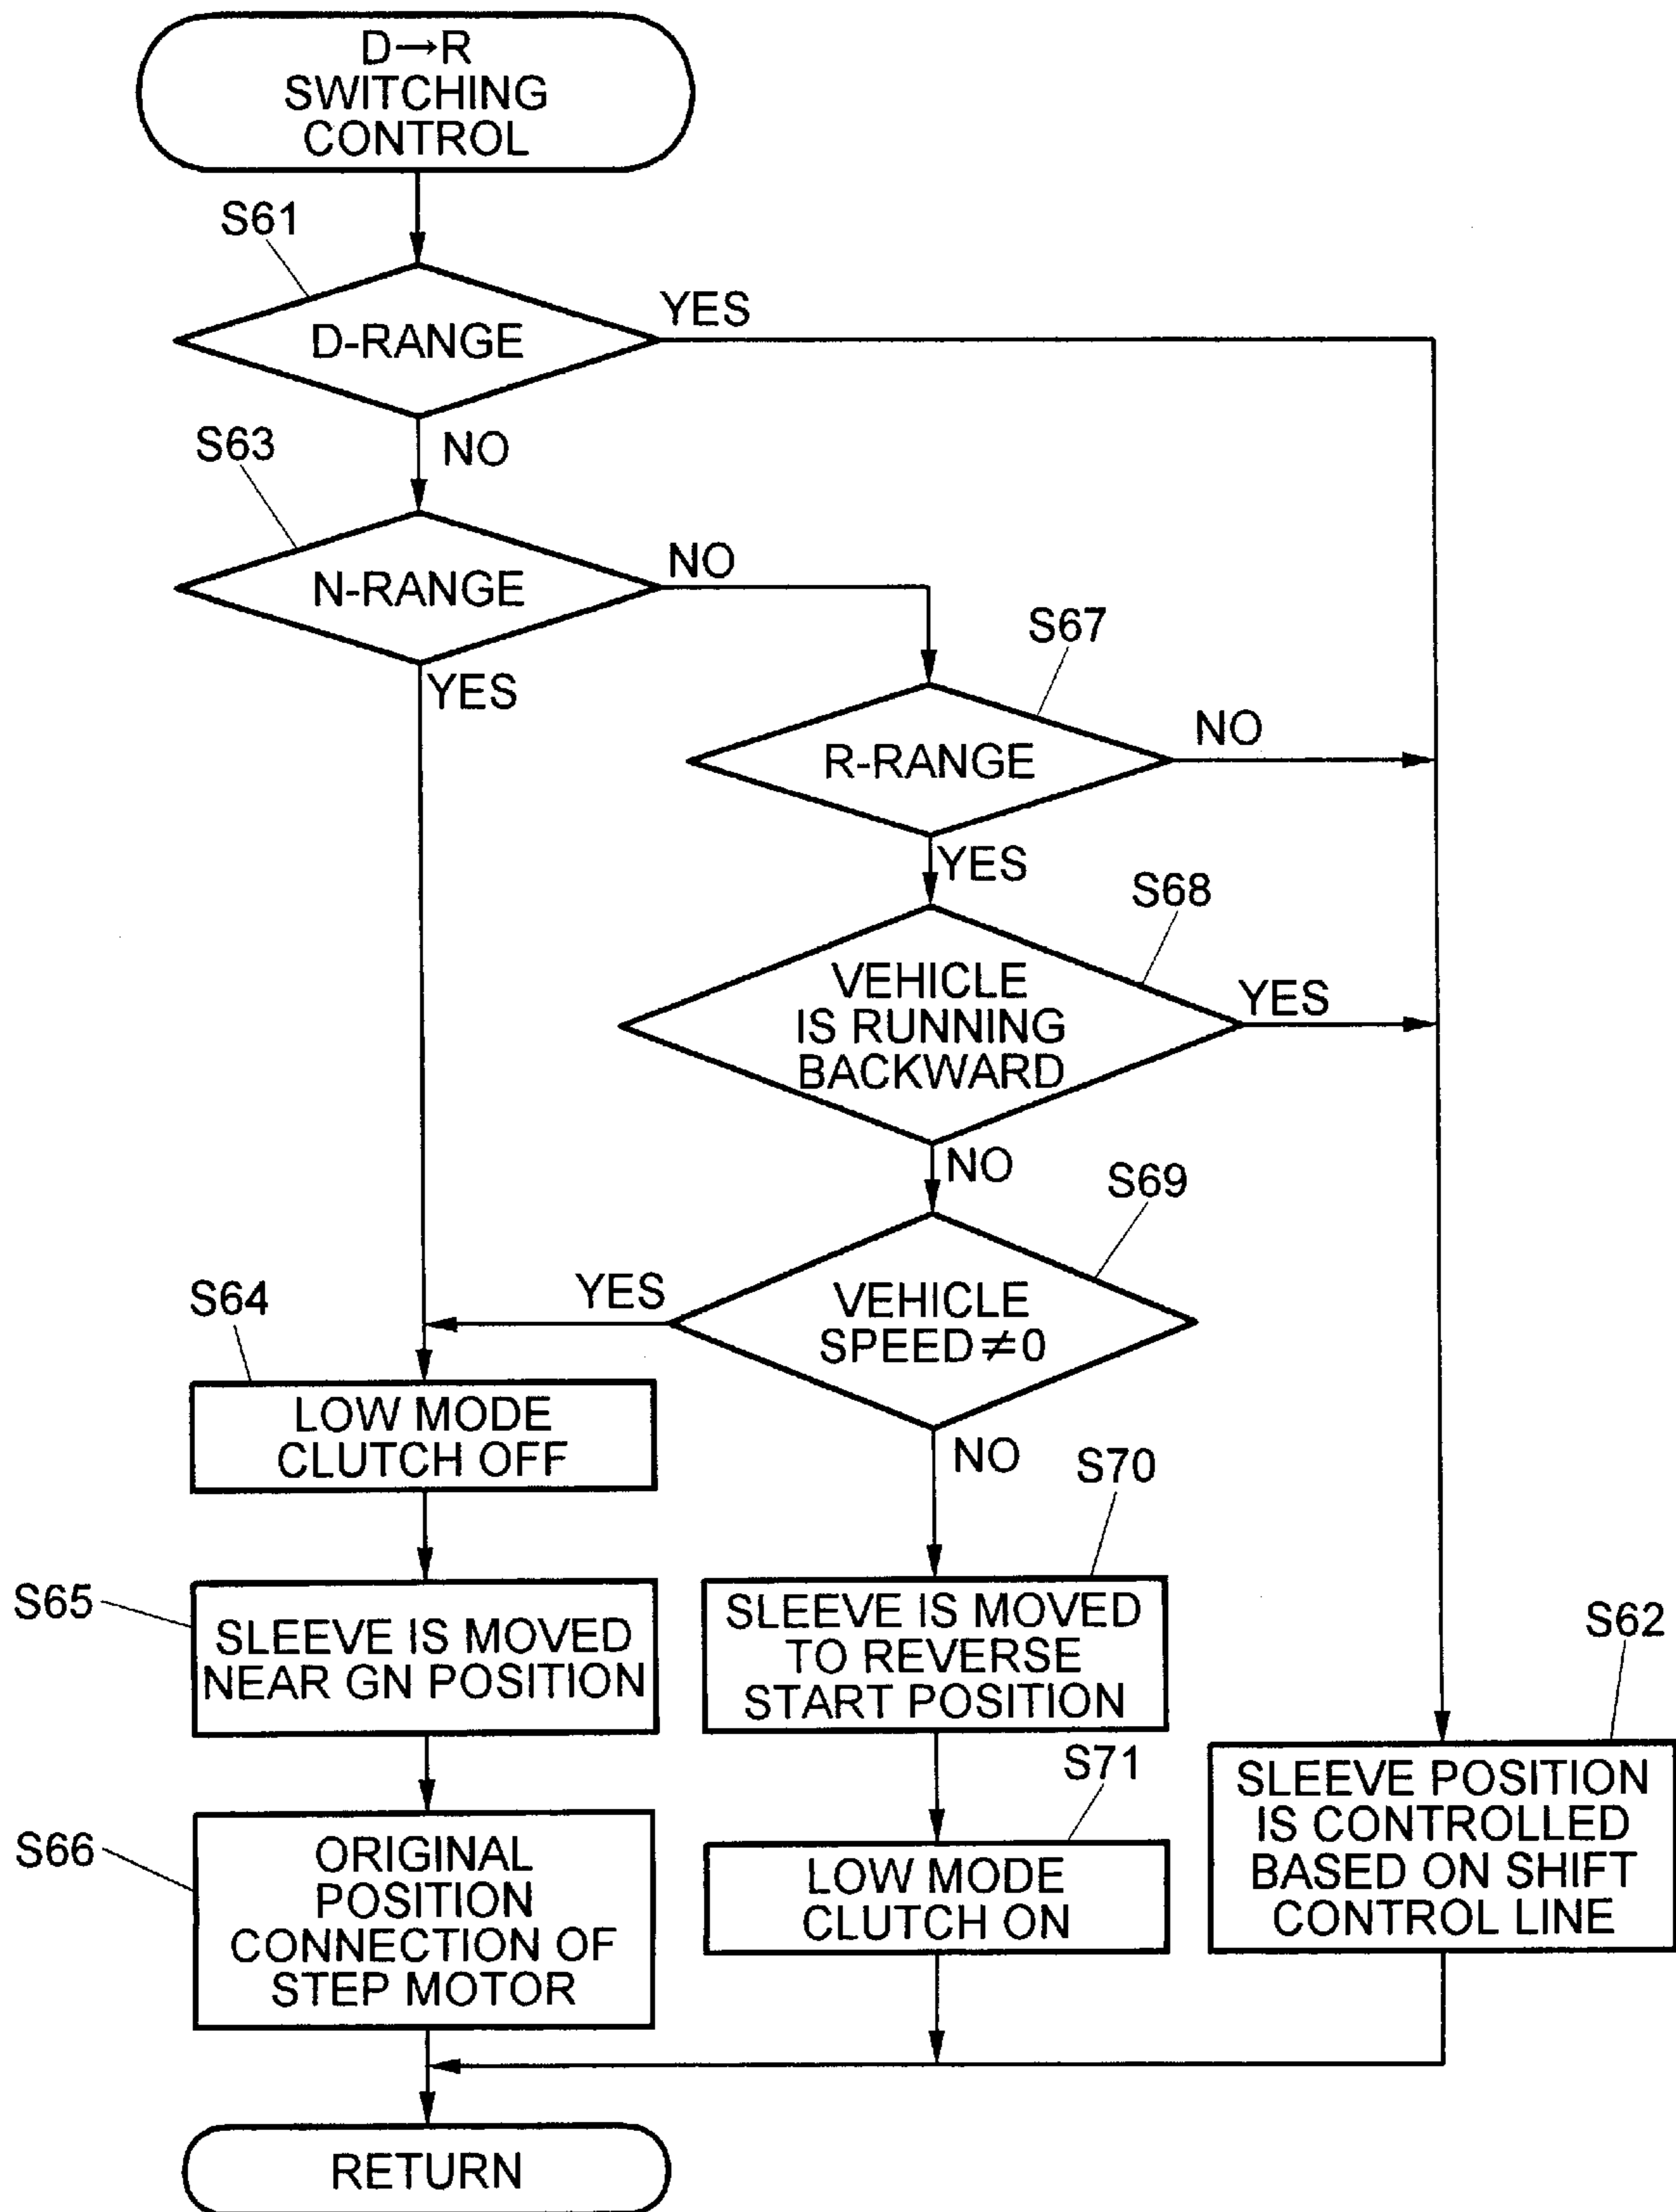 D→R
SWITCHING
CONTROL
S61
D-RANGE
YES
NO
S63
N-RANGE
NO
YES
S67
R-RANGE
NO
YES
S68
VEHICLE
IS RUNNING
BACKWARD
YES
NO
S69
VEHICLE
SPEED≠0
YES
NO
S64
LOW MODE
CLUTCH OFF
S65
SLEEVE IS MOVED
NEAR GN POSITION
S66
ORIGINAL
POSITION
CONNECTION OF
STEP MOTOR
S70
SLEEVE IS MOVED
TO REVERSE
START POSITION
S71
LOW MODE
CLUTCH ON
S62
SLEEVE POSITION
IS CONTROLLED
BASED ON SHIFT
CONTROL LINE
RETURN